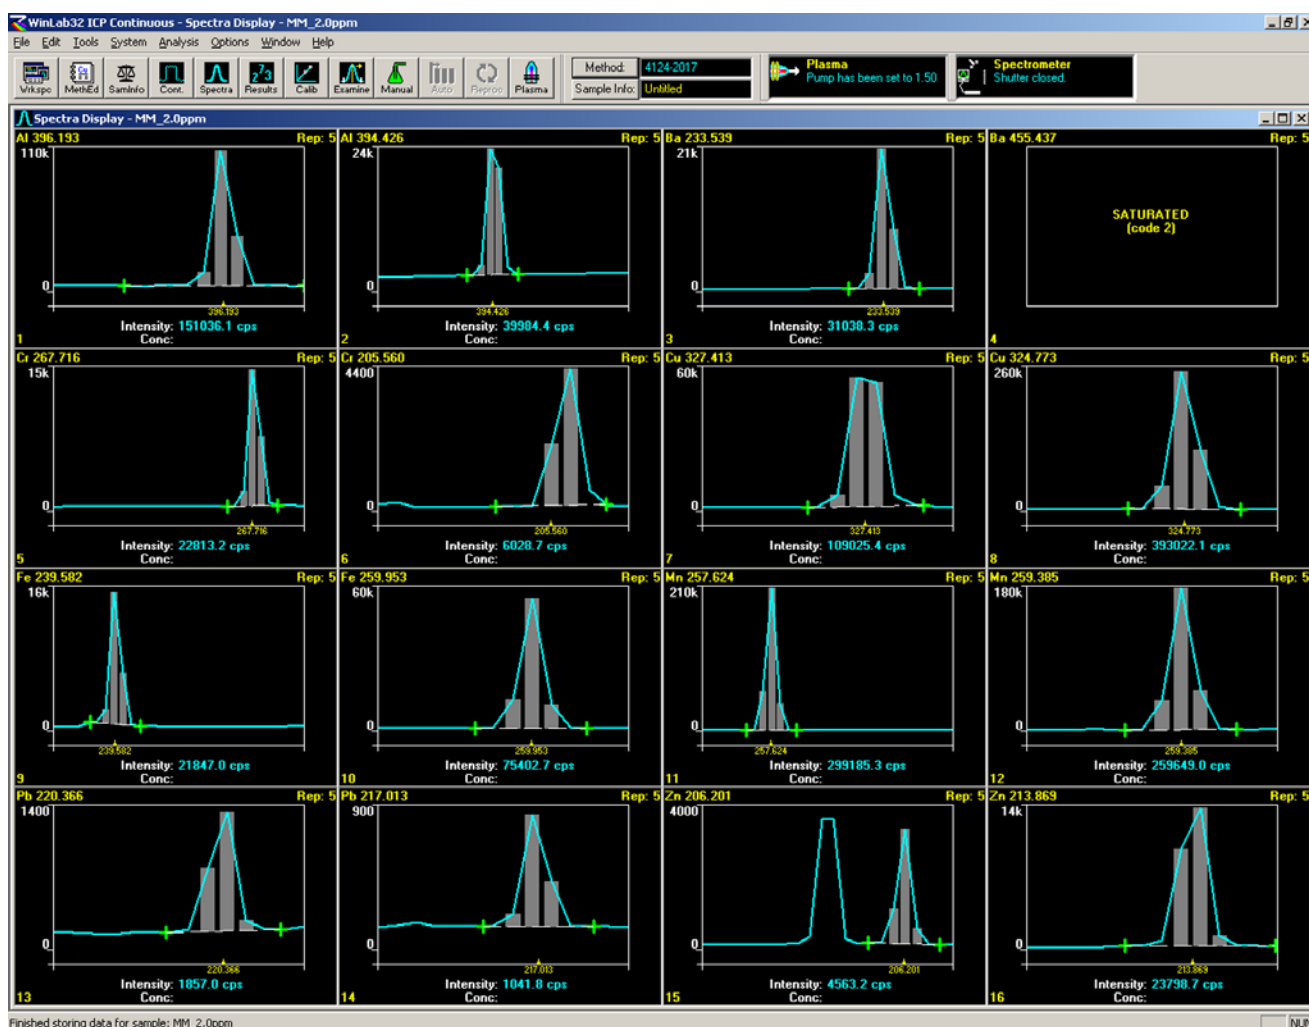 WinLab32 ICP Continuous - Spectra Display - MM_2.0ppm
File Edit Tools System Analysis Options Window Help
Wrkspc MethEd SamInfo Cont. Spectra Results Calib Examine Manual Auto Reproc Plasma
Method: 4124-2017
Sample Info: Untitled
Plasma
Pump has been set to 1.50
Spectrometer
Shutter closed.
Spectra Display - MM_2.0ppm
Al 396.193 Rep: 5
110k
0
396.193
Intensity: 151036.1 cps
Conc:
1
Al 394.426 Rep: 5
24k
0
394.426
Intensity: 39984.4 cps
Conc:
2
Ba 233.539 Rep: 5
21k
0
233.539
Intensity: 31038.3 cps
Conc:
3
Ba 455.437 Rep: 5
SATURATED
(code 2)
4
Cr 267.716 Rep: 5
15k
0
267.716
Intensity: 22813.2 cps
Conc:
5
Cr 205.560 Rep: 5
4400
0
205.560
Intensity: 6028.7 cps
Conc:
6
Cu 327.413 Rep: 5
60k
0
327.413
Intensity: 109025.4 cps
Conc:
7
Cu 324.773 Rep: 5
260k
0
324.773
Intensity: 393022.1 cps
Conc:
8
Fe 239.582 Rep: 5
16k
0
239.582
Intensity: 21847.0 cps
Conc:
9
Fe 259.953 Rep: 5
60k
0
259.953
Intensity: 75402.7 cps
Conc:
10
Mn 257.624 Rep: 5
210k
0
257.624
Intensity: 299185.3 cps
Conc:
11
Mn 259.385 Rep: 5
180k
0
259.385
Intensity: 259649.0 cps
Conc:
12
Pb 220.366 Rep: 5
1400
0
220.366
Intensity: 1857.0 cps
Conc:
13
Pb 217.013 Rep: 5
900
0
217.013
Intensity: 1041.8 cps
Conc:
14
Zn 206.201 Rep: 5
4000
0
206.201
Intensity: 4563.2 cps
Conc:
15
Zn 213.869 Rep: 5
14k
0
213.869
Intensity: 23798.7 cps
Conc:
16
Finished storing data for sample: MM_2.0ppm
NUM